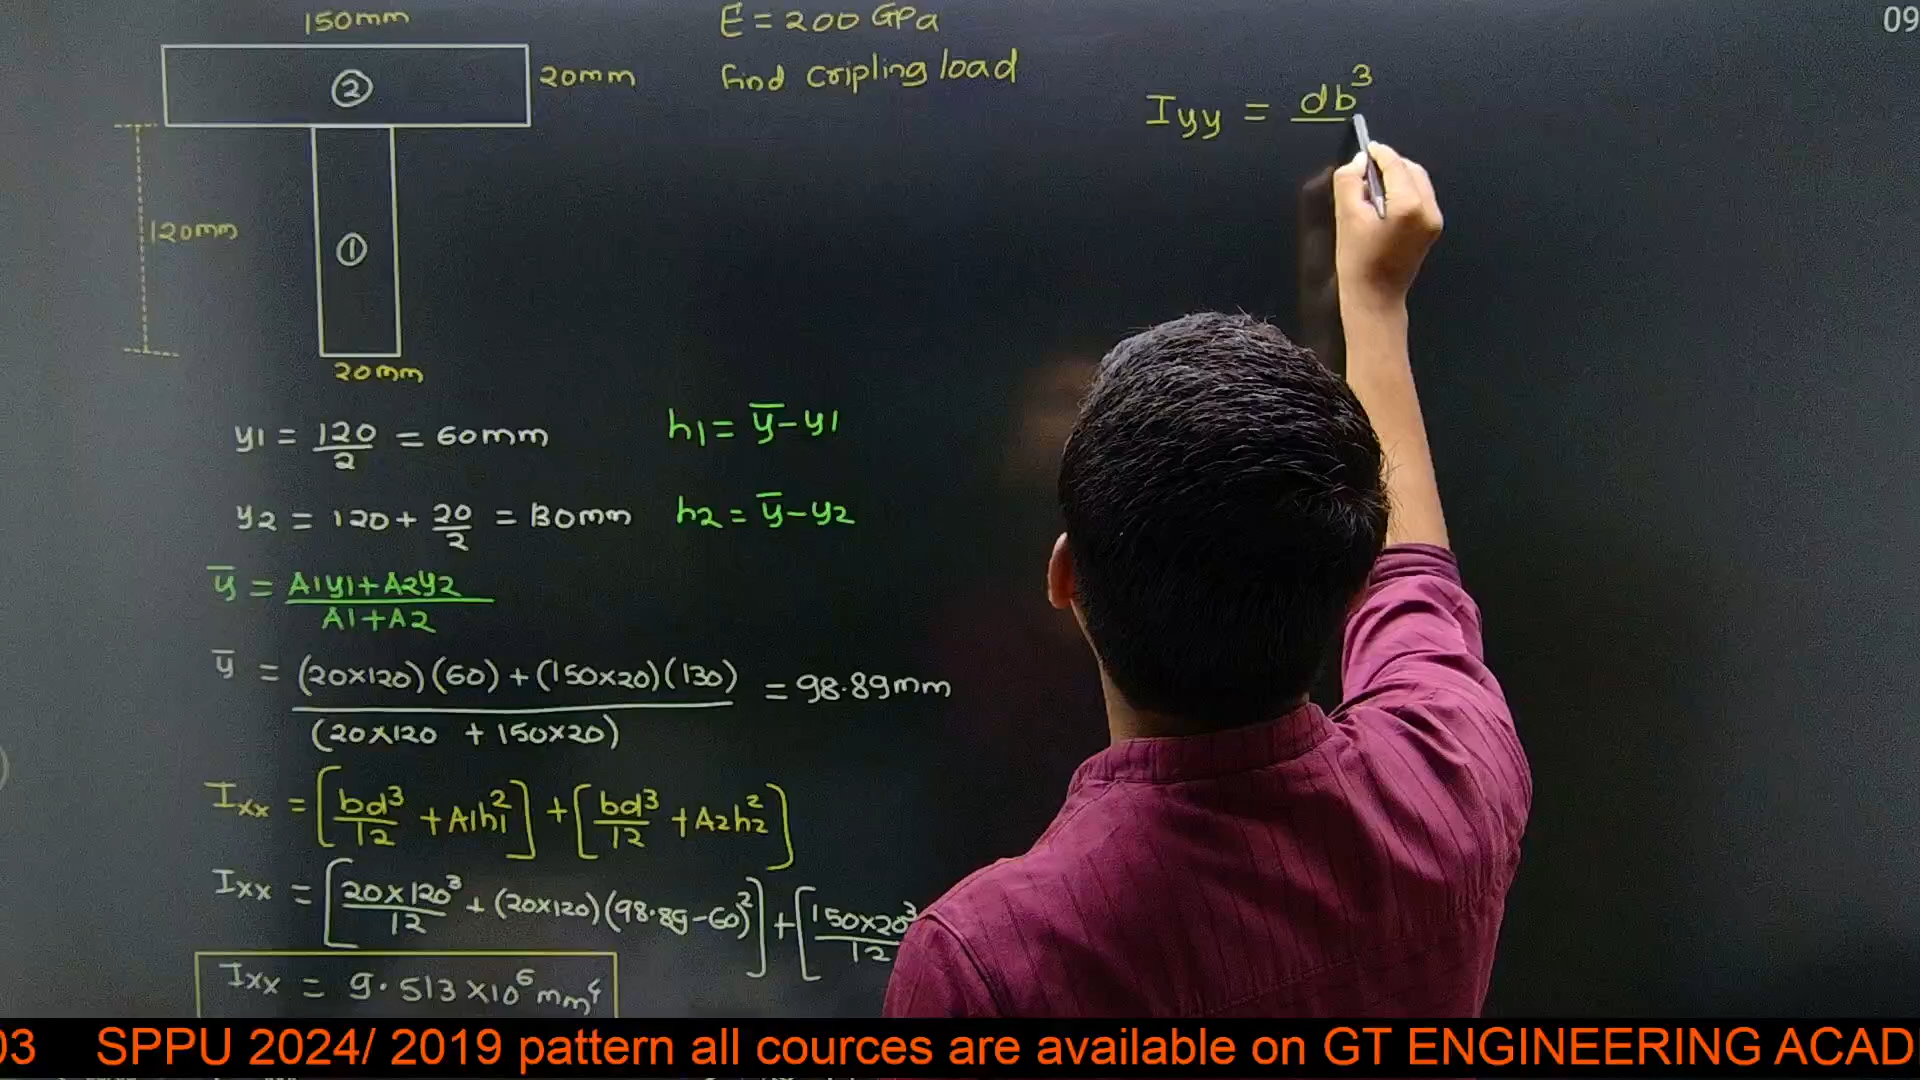 150mm
E = 200 GPa
09
20mm
②
find cripling load
Iyy = db³
120mm
①
20mm
y1 = 120/2 = 60mm
h1 = y̅ - y1
y2 = 120 + 20/2 = 130mm
h2 = y̅ - y2
y̅ = A1y1 + A2y2 / A1 + A2
y̅ = (20×120)(60) + (150×20)(130) / (20×120 + 150×20) = 98.89mm
Ixx = [bd³/12 + A1h1²] + [bd³/12 + A2h2²]
Ixx = [20×120³/12 + (20×120)(98.89-60)²] + [150×20³/12
Ixx = 9.513×10⁶ mm⁴
03 SPPU 2024/ 2019 pattern all cources are available on GT ENGINEERING ACAD